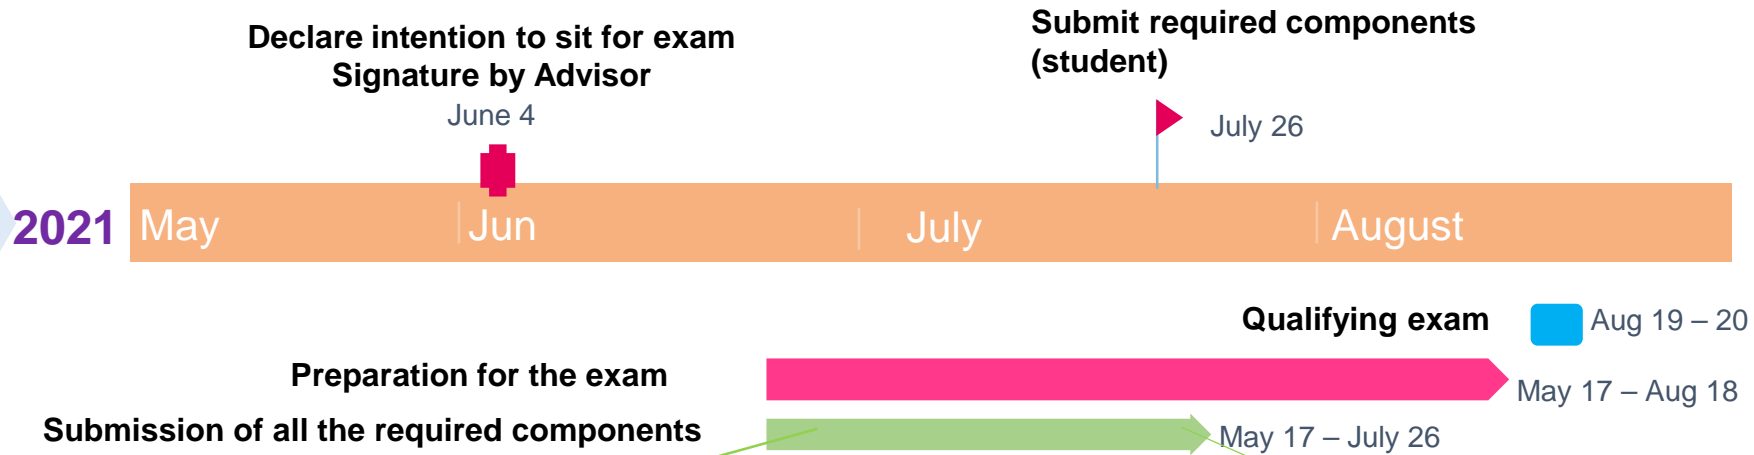 Declare intention to sit for exam
Signature by Advisor
June 4
Submit required components
(student)
July 26
2021
May
Jun
July
August
Qualifying exam
Aug 19 – 20
Preparation for the exam
May 17 – Aug 18
Submission of all the required components
May 17 – July 26